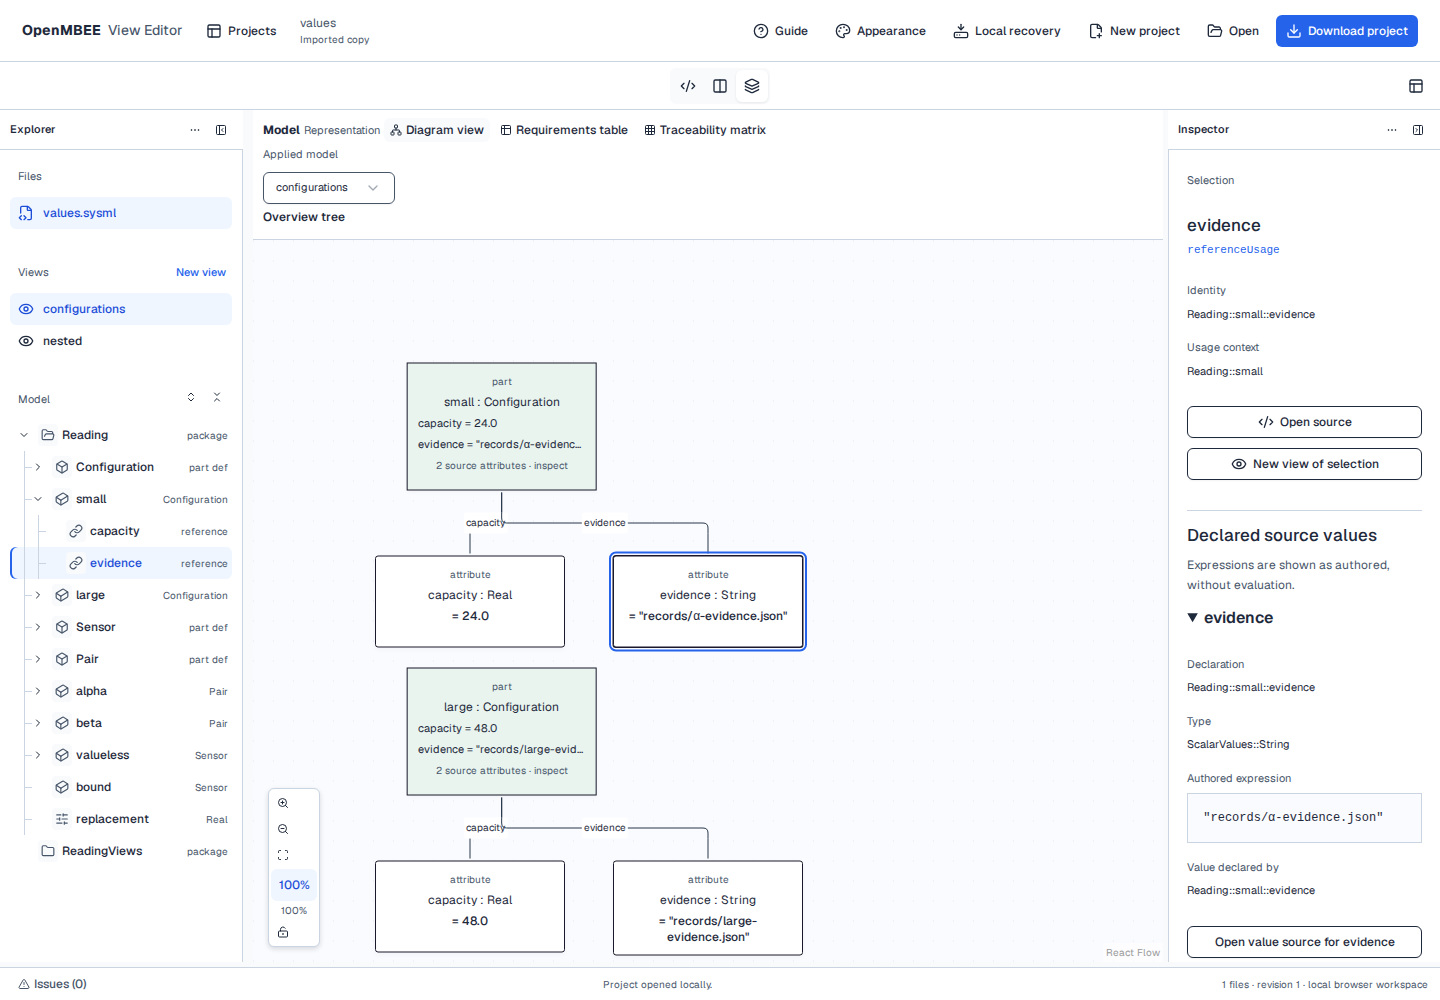 OpenMBEE View Editor
Projects
values
Imported copy
Guide
Appearance
Local recovery
New project
Open
Download project
Explorer
Files
values.sysml
Views
New view
configurations
nested
Model
Reading package
Configuration part def
small Configuration
capacity reference
evidence reference
large Configuration
Sensor part def
Pair part def
alpha Pair
beta Pair
valueless Sensor
bound Sensor
replacement Real
ReadingViews package
Model Representation Diagram view Requirements table Traceability matrix
Applied model
configurations
Overview tree
part
small : Configuration
capacity = 24.0
evidence = "records/α-evidenc...
2 source attributes · inspect
capacity evidence
attribute
capacity : Real
= 24.0
attribute
evidence : String
= "records/α-evidence.json"
part
large : Configuration
capacity = 48.0
evidence = "records/large-evid...
2 source attributes · inspect
capacity evidence
attribute
capacity : Real
= 48.0
attribute
evidence : String
= "records/large-
evidence.json"
100%
100%
React Flow
Inspector
Selection
evidence
referenceUsage
Identity
Reading::small::evidence
Usage context
Reading::small
Open source
New view of selection
Declared source values
Expressions are shown as authored,
without evaluation.
evidence
Declaration
Reading::small::evidence
Type
ScalarValues::String
Authored expression
"records/α-evidence.json"
Value declared by
Reading::small::evidence
Open value source for evidence
Issues (0)
Project opened locally.
1 files · revision 1 · local browser workspace